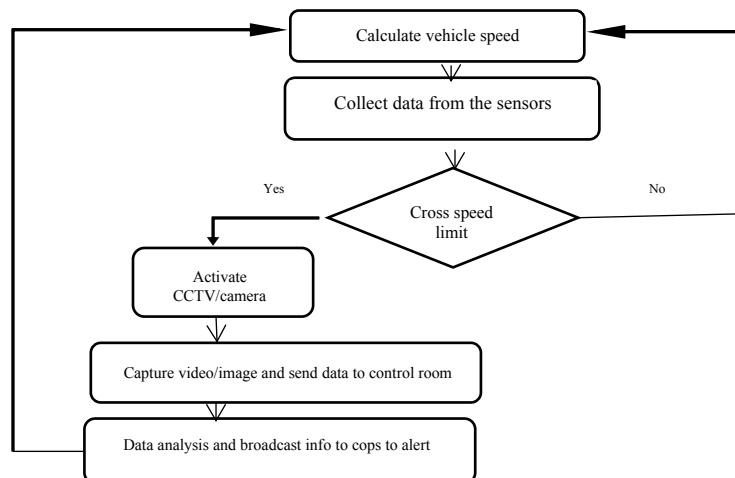 Calculate vehicle speed
Collect data from the sensors
Yes
No
Cross speed
limit
Activate
CCTV/camera
Capture video/image and send data to control room
Data analysis and broadcast info to cops to alert